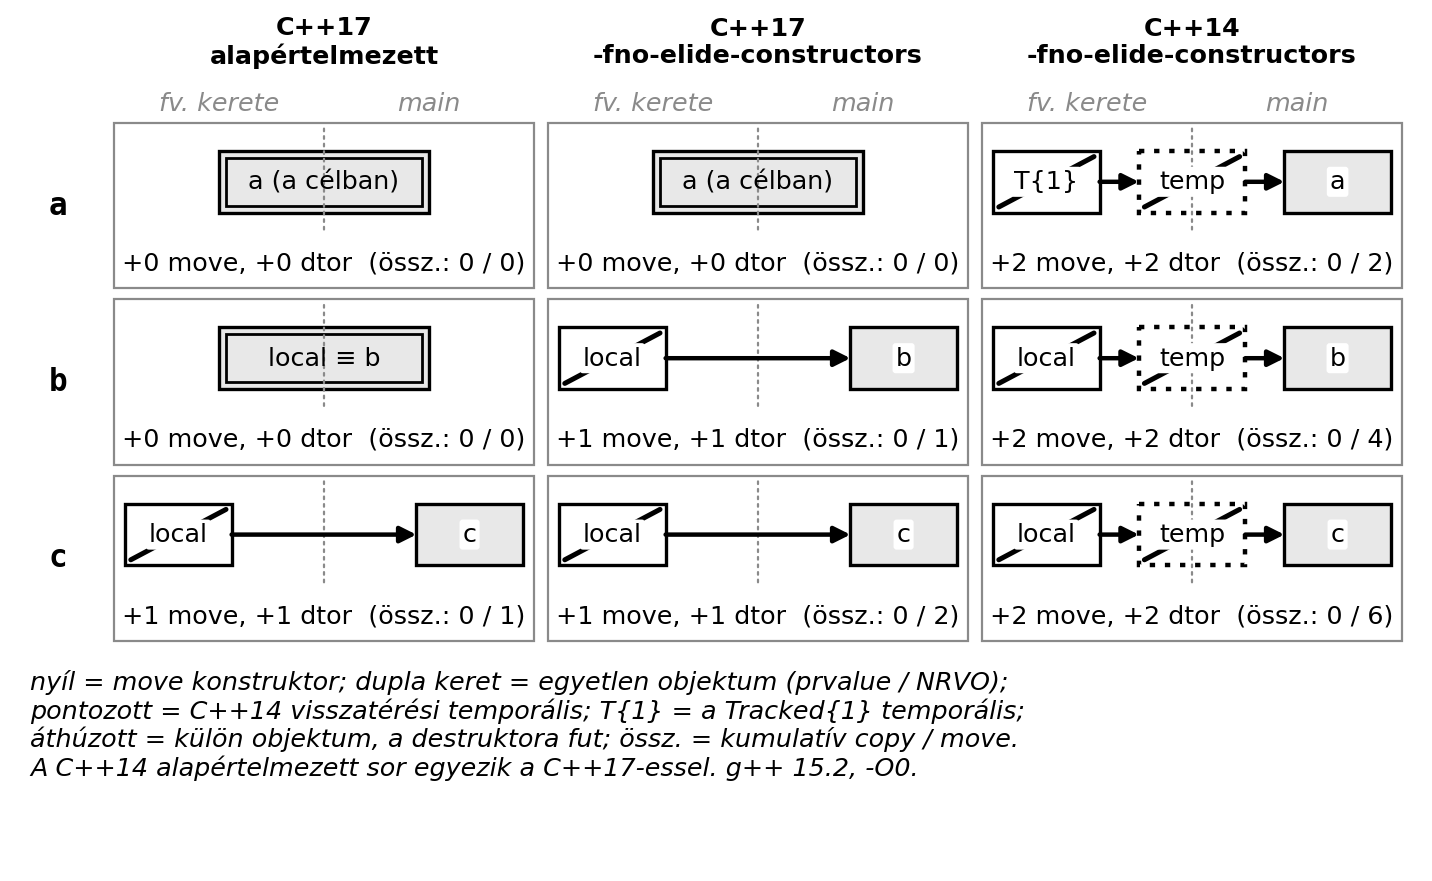 C++17
alapértelmezett
C++17
-fno-elide-constructors
C++14
-fno-elide-constructors
fv. kerete main fv. kerete main fv. kerete main
a
a (a célban)
+0 move, +0 dtor (össz.: 0 / 0)
a (a célban)
+0 move, +0 dtor (össz.: 0 / 0)
T{1} temp a
+2 move, +2 dtor (össz.: 0 / 2)
b
local ≡ b
+0 move, +0 dtor (össz.: 0 / 0)
local b
+1 move, +1 dtor (össz.: 0 / 1)
local temp b
+2 move, +2 dtor (össz.: 0 / 4)
c
local c
+1 move, +1 dtor (össz.: 0 / 1)
local c
+1 move, +1 dtor (össz.: 0 / 2)
local temp c
+2 move, +2 dtor (össz.: 0 / 6)
nyíl = move konstruktor; dupla keret = egyetlen objektum (prvalue / NRVO);
pontozott = C++14 visszatérési temporális; T{1} = a Tracked{1} temporális;
áthúzott = külön objektum, a destruktora fut; össz. = kumulatív copy / move.
A C++14 alapértelmezett sor egyezik a C++17-essel. g++ 15.2, -O0.